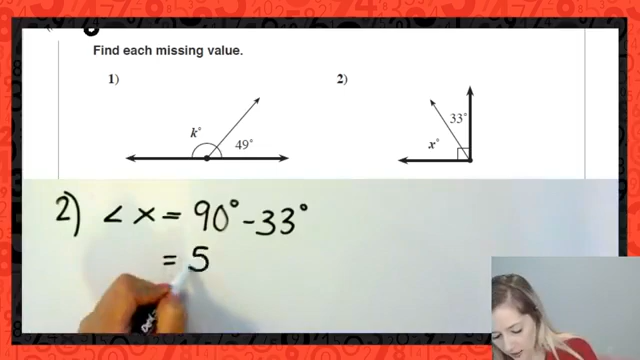 Find each missing value.
1)
2)
k°
49°
33°
x°
2) ∠ x = 90° - 33°
= 5